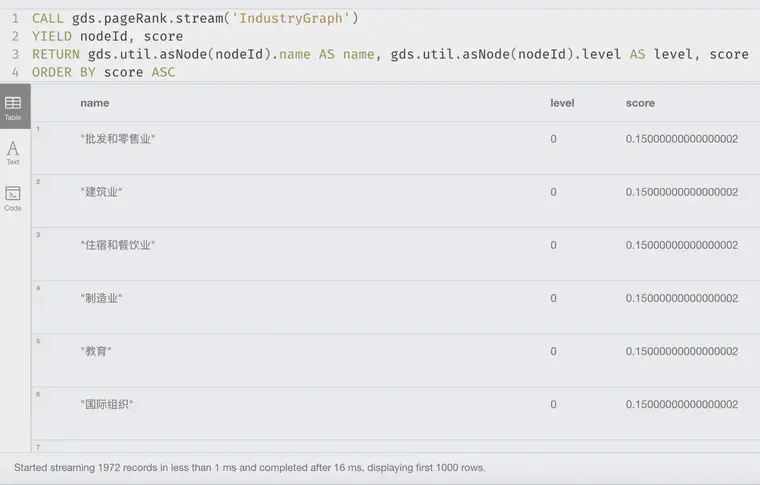 1 CALL gds.pageRank.stream('IndustryGraph')
2 YIELD nodeId, score
3 RETURN gds.util.asNode(nodeId).name AS name, gds.util.asNode(nodeId).level AS level, score
4 ORDER BY score ASC
Table
Text
Code
name level score
1 "批发和零售业" 0 0.15000000000000002
2 "建筑业" 0 0.15000000000000002
3 "住宿和餐饮业" 0 0.15000000000000002
4 "制造业" 0 0.15000000000000002
5 "教育" 0 0.15000000000000002
6 "国际组织" 0 0.15000000000000002
7
Started streaming 1972 records in less than 1 ms and completed after 16 ms, displaying first 1000 rows.